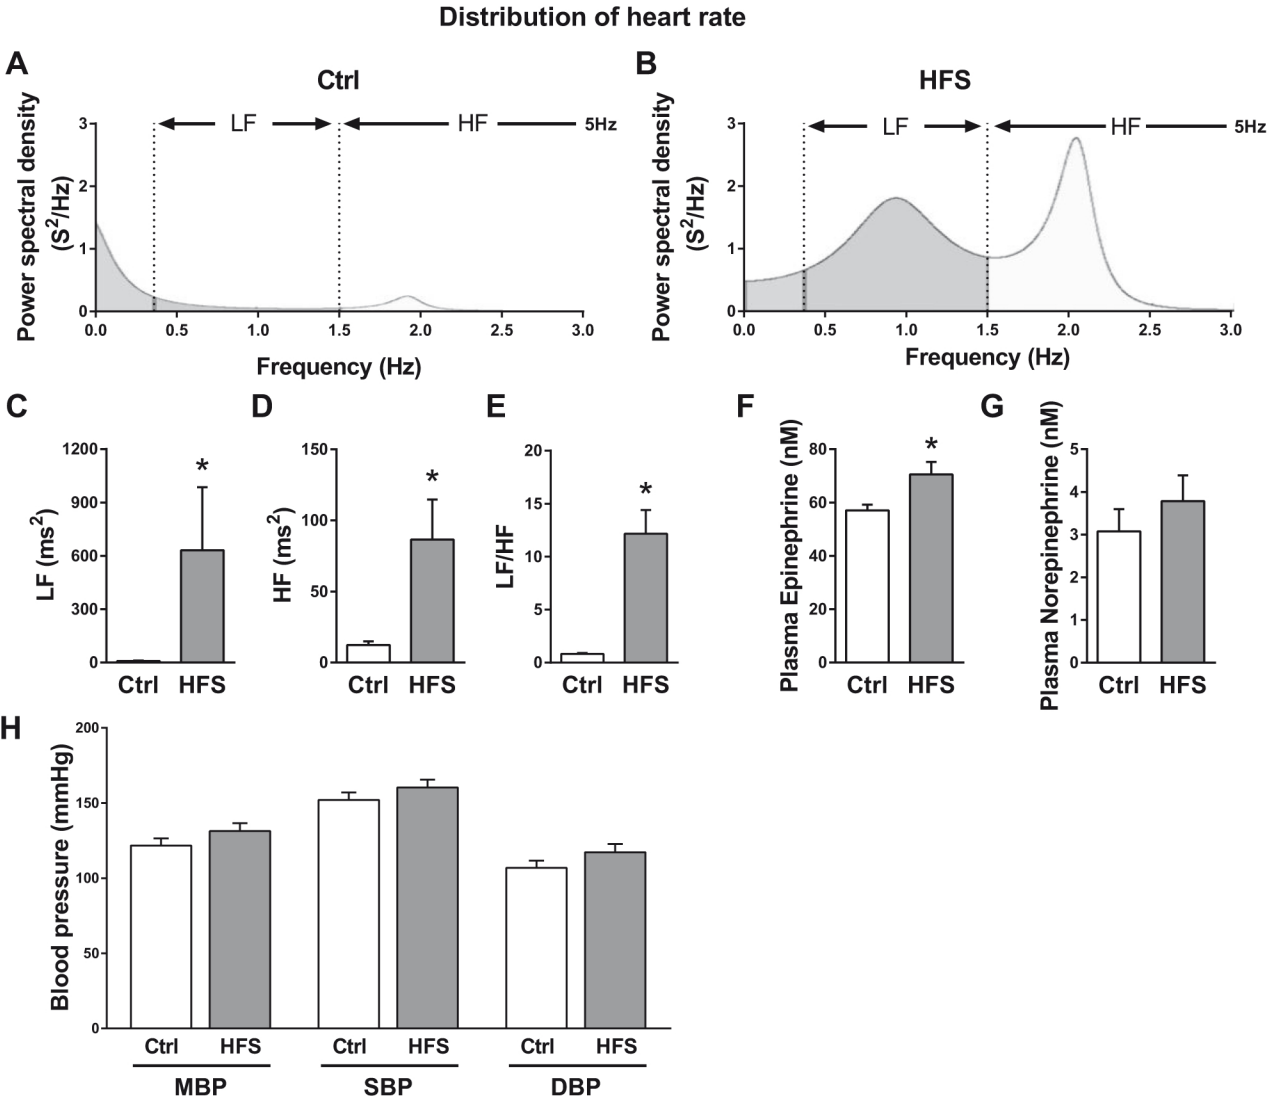 Distribution of heart rate
A
Ctrl
Power spectral density
(S2/Hz)
3
2
1
0
LF
HF
5Hz
0.0 0.5 1.0 1.5 2.0 2.5 3.0
Frequency (Hz)
B
HFS
Power spectral density
(S2/Hz)
3
2
1
0
LF
HF
5Hz
0.0 0.5 1.0 1.5 2.0 2.5 3.0
Frequency (Hz)
C
LF (ms2)
1200
900
600
300
0
*
Ctrl HFS
D
HF (ms2)
150
100
50
0
*
Ctrl HFS
E
LF/HF
20
15
10
5
0
*
Ctrl HFS
F
Plasma Epinephrine (nM)
80
60
40
20
0
*
Ctrl HFS
G
Plasma Norepinephrine (nM)
5
4
3
2
1
0
Ctrl HFS
H
Blood pressure (mmHg)
200
150
100
50
0
Ctrl HFS Ctrl HFS Ctrl HFS
MBP SBP DBP